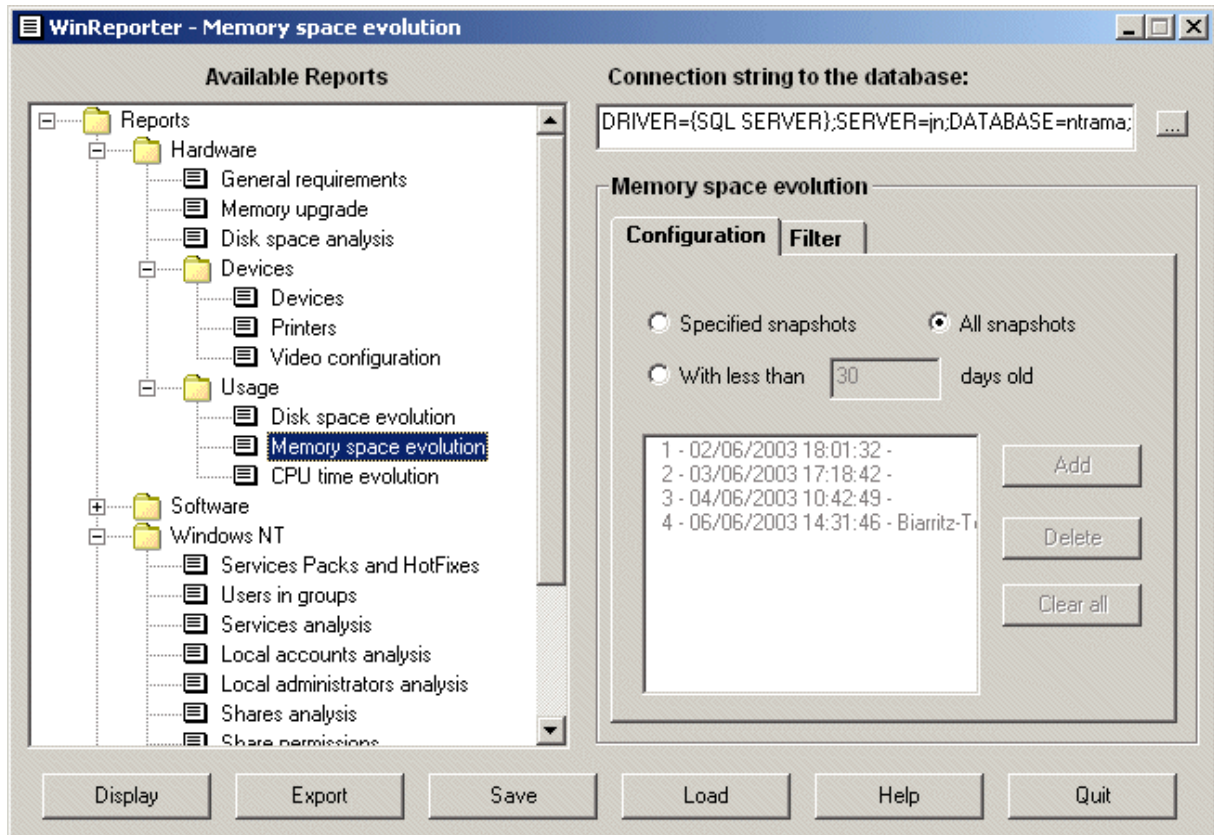 WinReporter - Memory space evolution
Available Reports
Reports
Hardware
General requirements
Memory upgrade
Disk space analysis
Devices
Devices
Printers
Video configuration
Usage
Disk space evolution
Memory space evolution
CPU time evolution
Software
Windows NT
Services Packs and HotFixes
Users in groups
Services analysis
Local accounts analysis
Local administrators analysis
Shares analysis
Share permissions
Connection string to the database:
DRIVER={SQL SERVER};SERVER=jn;DATABASE=ntrama;
...
Memory space evolution
Configuration Filter
Specified snapshots All snapshots
With less than 30 days old
1 - 02/06/2003 18:01:32 -
2 - 03/06/2003 17:18:42 -
3 - 04/06/2003 10:42:49 -
4 - 06/06/2003 14:31:46 - Biarritz-T
Add
Delete
Clear all
Display Export Save Load Help Quit